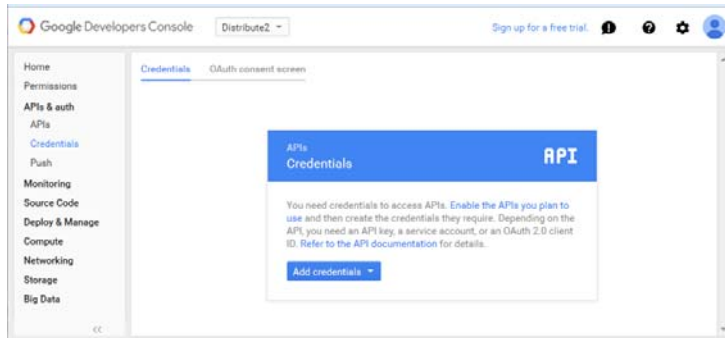 Google Developers Console
Distribute2
Sign up for a free trial.
Home
Permissions
APIs & auth
APIs
Credentials
Push
Monitoring
Source Code
Deploy & Manage
Compute
Networking
Storage
Big Data
<<
Credentials
OAuth consent screen
APIs
Credentials
API
You need credentials to access APIs. Enable the APIs you plan to
use and then create the credentials they require. Depending on the
API, you need an API key, a service account, or an OAuth 2.0 client
ID. Refer to the API documentation for details.
Add credentials